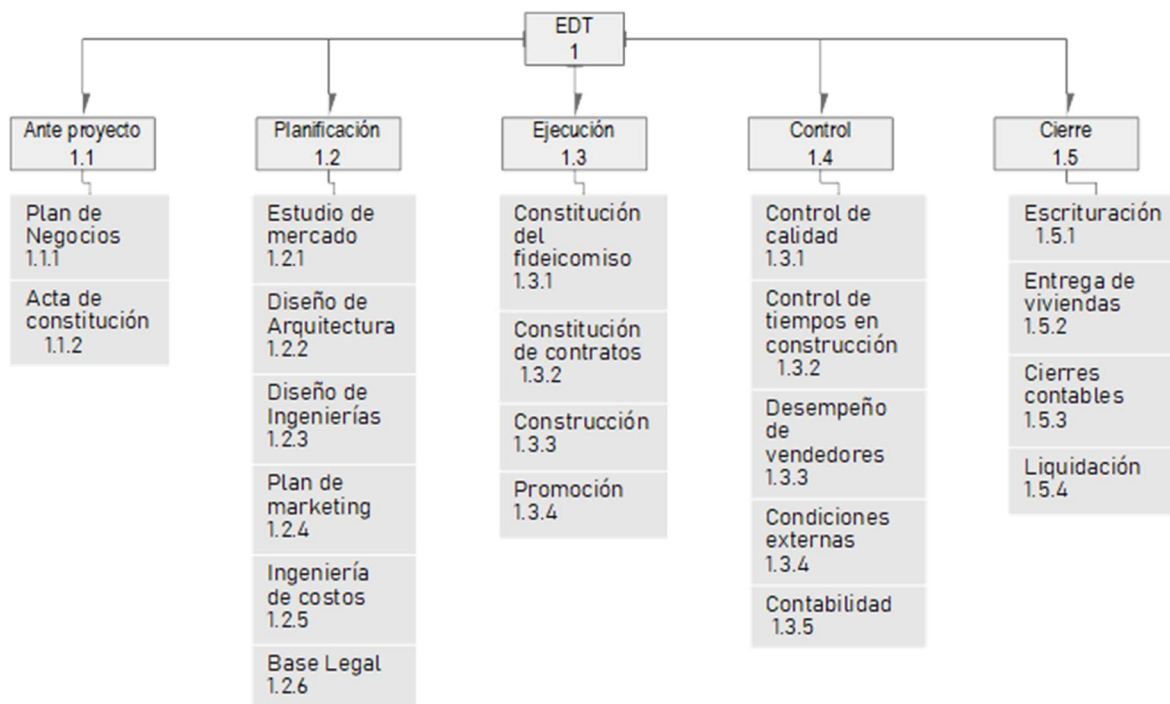 EDT
1
Ante proyecto
1.1
Plan de
Negocios
1.1.1
Acta de
constitución
1.1.2
Planificación
1.2
Estudio de
mercado
1.2.1
Diseño de
Arquitectura
1.2.2
Diseño de
Ingenierías
1.2.3
Plan de
marketing
1.2.4
Ingeniería
de costos
1.2.5
Base Legal
1.2.6
Ejecución
1.3
Constitución
del
fideicomiso
1.3.1
Constitución
de contratos
1.3.2
Construcción
1.3.3
Promoción
1.3.4
Control
1.4
Control de
calidad
1.3.1
Control de
tiempos en
construcción
1.3.2
Desempeño
de
vendedores
1.3.3
Condiciones
externas
1.3.4
Contabilidad
1.3.5
Cierre
1.5
Escrituración
1.5.1
Entrega de
viviendas
1.5.2
Cierres
contables
1.5.3
Liquidación
1.5.4